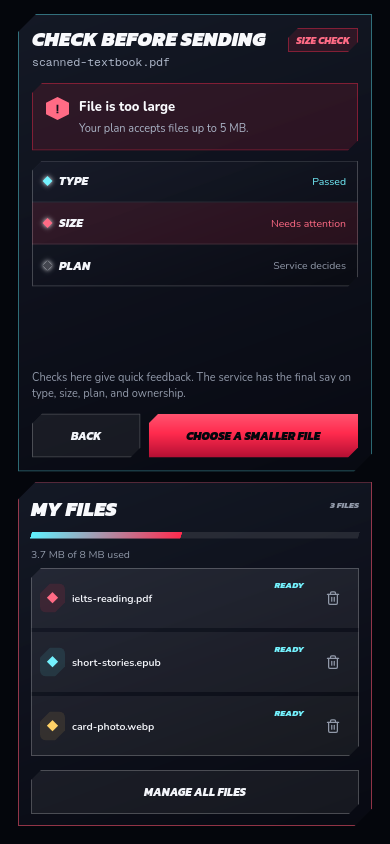 CHECK BEFORE SENDING
SIZE CHECK
scanned-textbook.pdf
!
File is too large
Your plan accepts files up to 5 MB.
TYPE Passed
SIZE Needs attention
PLAN Service decides
Checks here give quick feedback. The service has the final say on
type, size, plan, and ownership.
BACK
CHOOSE A SMALLER FILE
MY FILES
3 FILES
3.7 MB of 8 MB used
ielts-reading.pdf READY
short-stories.epub READY
card-photo.webp READY
MANAGE ALL FILES